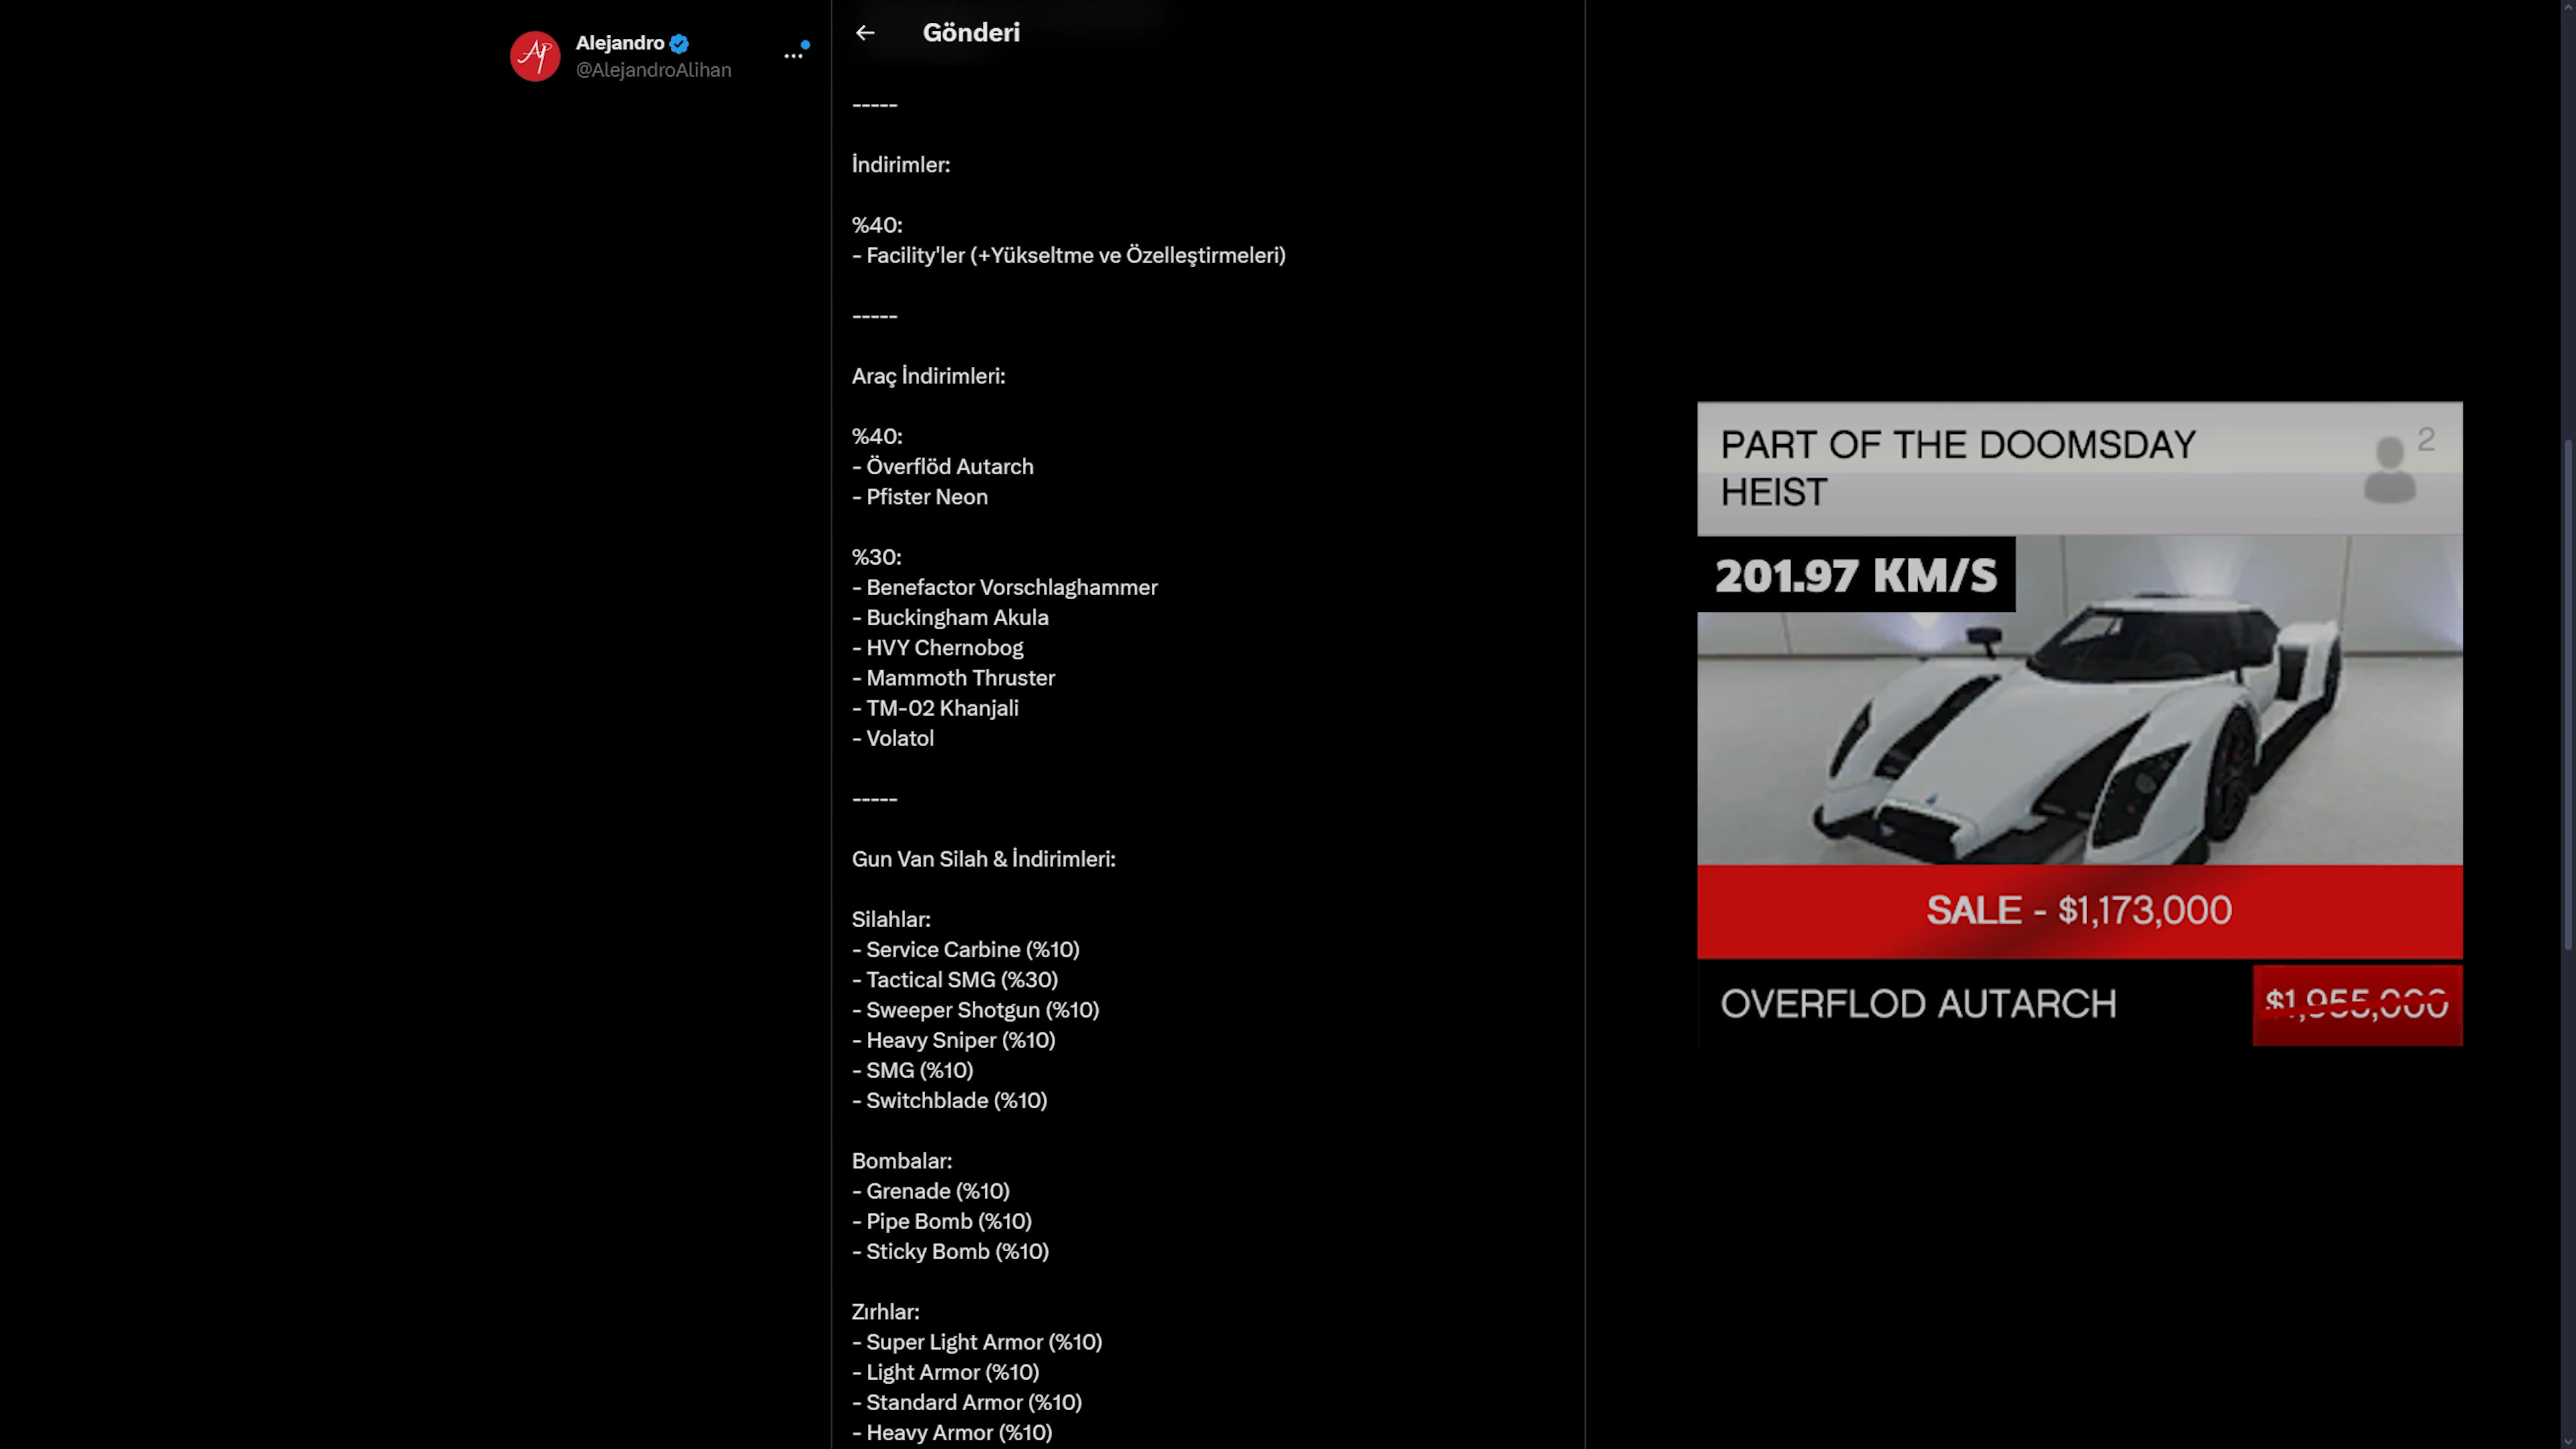 Alejandro
@AlejandroAlihan
Gönderi
-----
İndirimler:
%40:
- Facility'ler (+Yükseltme ve Özelleştirmeleri)
-----
Araç İndirimleri:
%40:
- Överflöd Autarch
- Pfister Neon
%30:
- Benefactor Vorschlaghammer
- Buckingham Akula
- HVY Chernobog
- Mammoth Thruster
- TM-02 Khanjali
- Volatol
-----
Gun Van Silah & İndirimleri:
Silahlar:
- Service Carbine (%10)
- Tactical SMG (%30)
- Sweeper Shotgun (%10)
- Heavy Sniper (%10)
- SMG (%10)
- Switchblade (%10)
Bombalar:
- Grenade (%10)
- Pipe Bomb (%10)
- Sticky Bomb (%10)
Zırhlar:
- Super Light Armor (%10)
- Light Armor (%10)
- Standard Armor (%10)
- Heavy Armor (%10)
PART OF THE DOOMSDAY
HEIST
2
201.97 KM/S
SALE - $1,173,000
OVERFLOD AUTARCH
$1,955,000